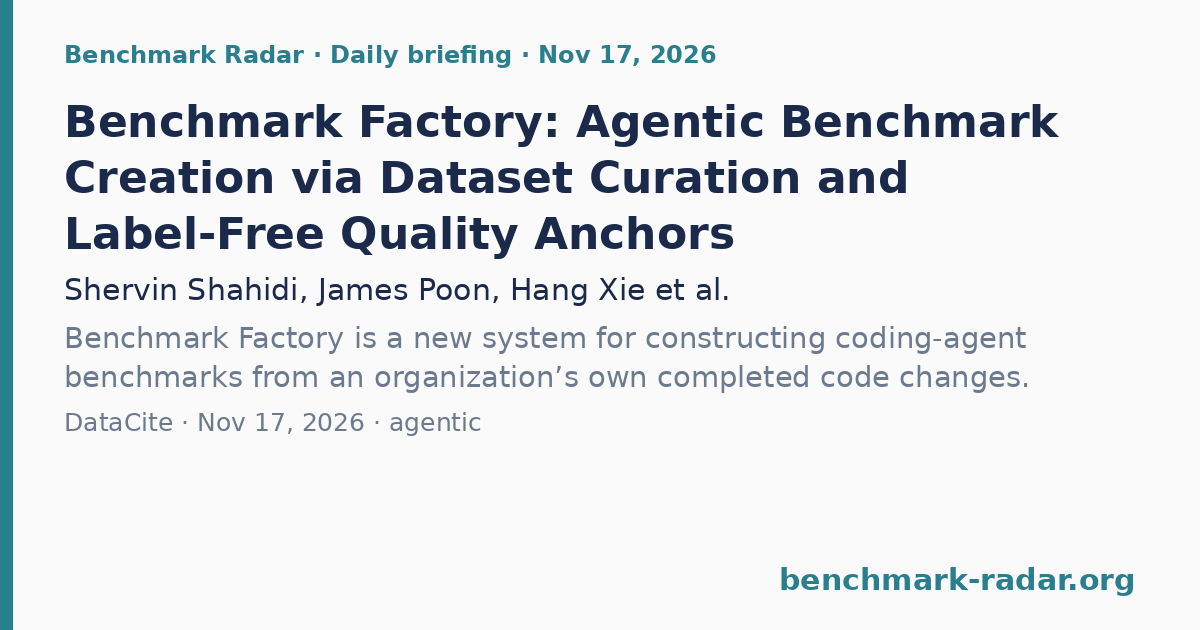 Benchmark Radar · Daily briefing · Nov 17, 2026
Benchmark Factory: Agentic Benchmark
Creation via Dataset Curation and
Label-Free Quality Anchors
Shervin Shahidi, James Poon, Hang Xie et al.
Benchmark Factory is a new system for constructing coding-agent
benchmarks from an organization’s own completed code changes.
DataCite · Nov 17, 2026 · agentic
benchmark-radar.org